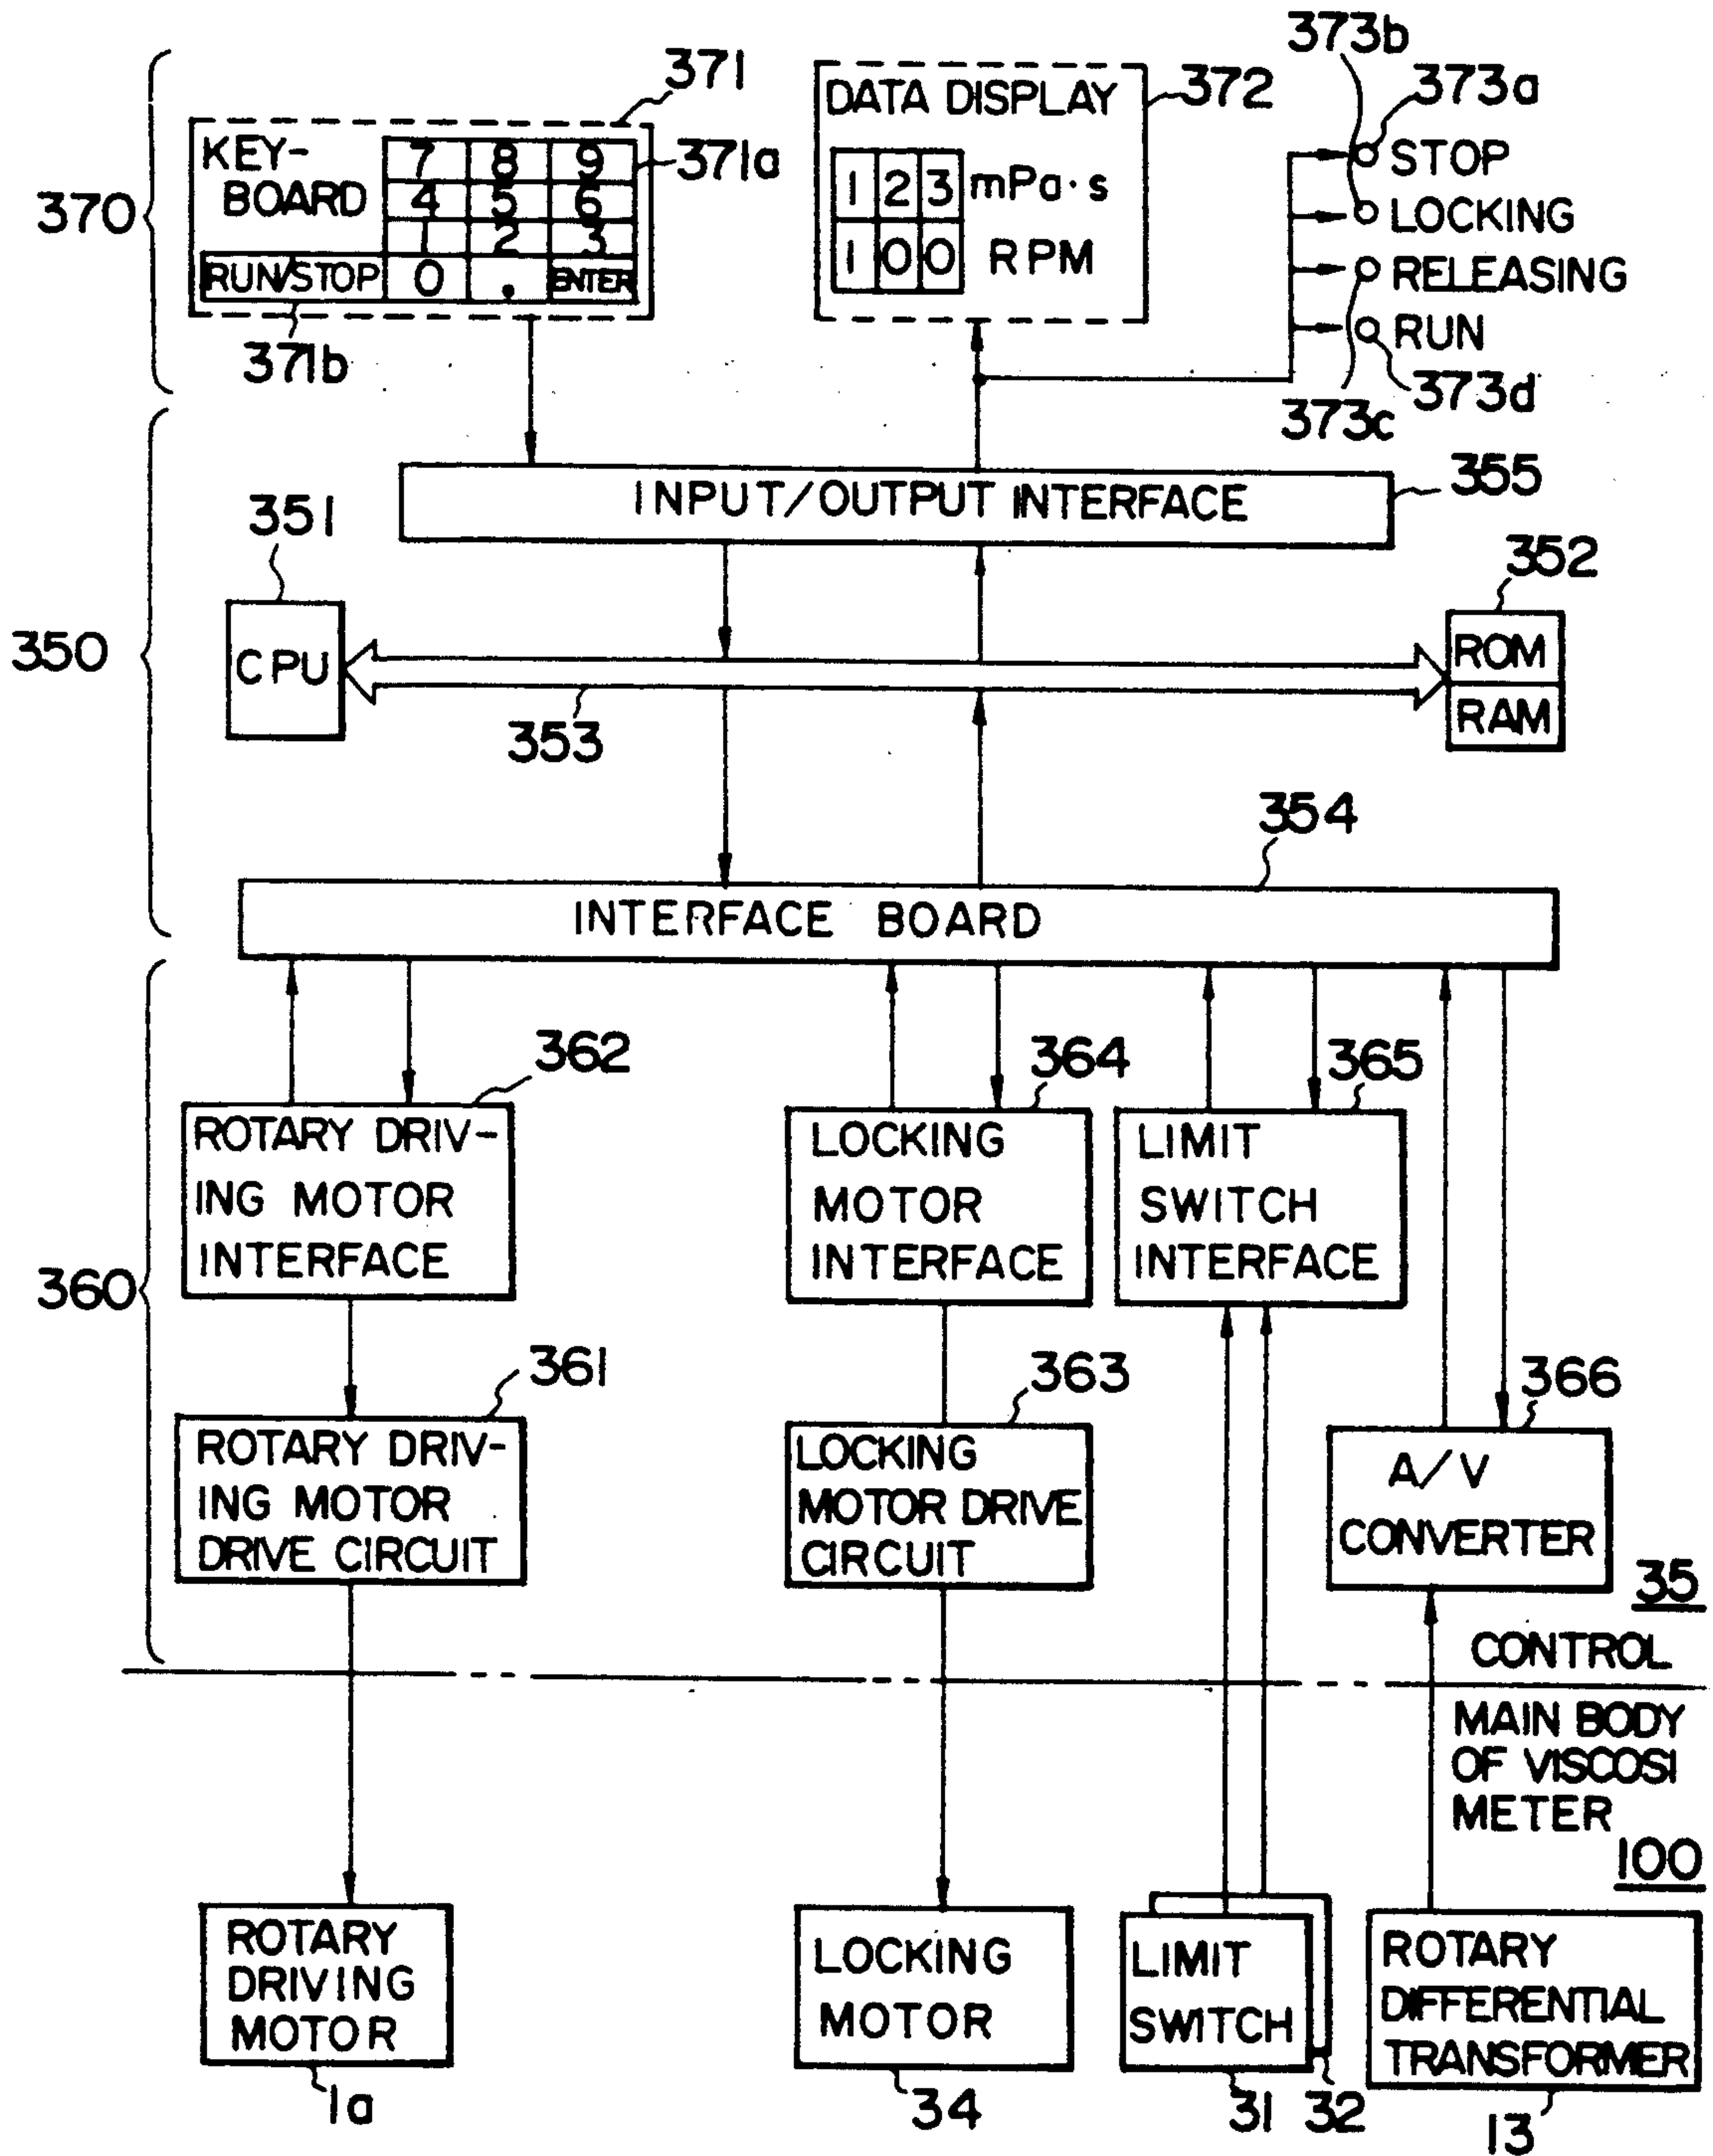 373b
371
DATA DISPLAY
372
373a
KEY-
BOARD
7 8 9
371a
STOP
4 5 6
1 2 3 mPa·s
LOCKING
370
1 2 3
1 0 0 RPM
RELEASING
RUN/STOP 0 . ENTER
RUN
371b
373d
373c
355
INPUT/OUTPUT INTERFACE
351
352
350
CPU
ROM
RAM
353
354
INTERFACE BOARD
362
364
365
ROTARY DRIV-
ING MOTOR
INTERFACE
LOCKING
MOTOR
INTERFACE
LIMIT
SWITCH
INTERFACE
360
361
363
366
ROTARY DRIV-
ING MOTOR
DRIVE CIRCUIT
LOCKING
MOTOR DRIVE
CIRCUIT
A/V
CONVERTER
35
CONTROL
MAIN BODY
OF VISCOSI
METER
100
ROTARY
DRIVING
MOTOR
LOCKING
MOTOR
LIMIT
SWITCH
ROTARY
DIFFERENTIAL
TRANSFORMER
1a
34
31
32
13